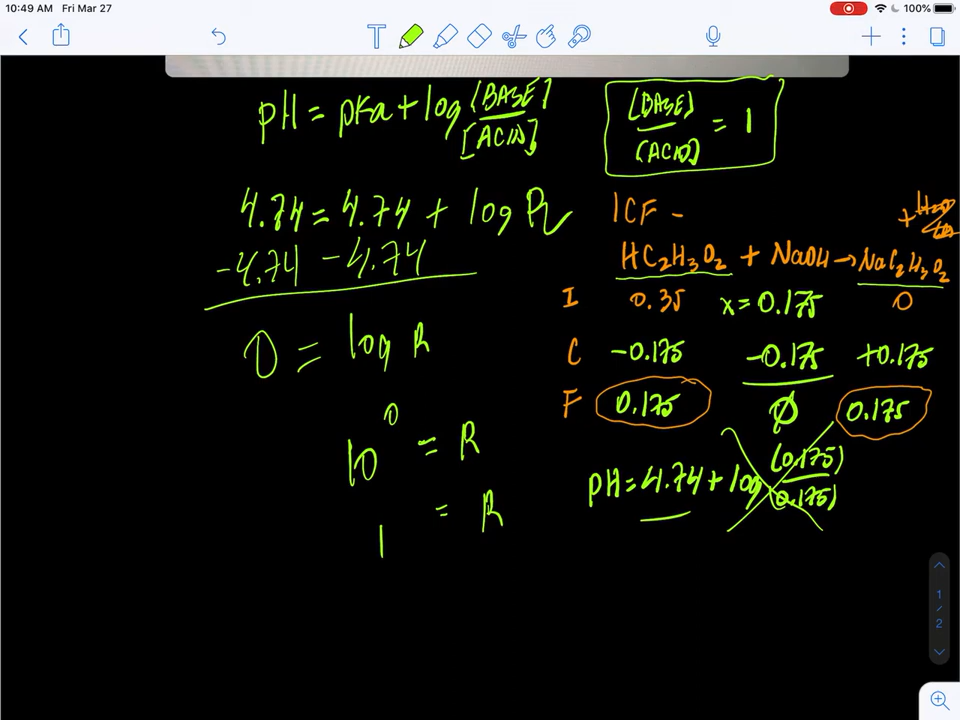 10:49 AM Fri Mar 27
100%
T
pH = pKa + log [BASE]/[ACID]
[BASE]/[ACID] = 1
4.74 = 4.74 + log R
-4.74 -4.74
0 = log R
10^0 = R
1 = R
ICF -
HC2H3O2 + NaOH → NaC2H3O2
+
I 0.35 x = 0.175 0
C -0.175 -0.175 +0.175
F 0.175 Ø 0.175
pH = 4.74 + log (0.175)/(0.175)
1 / 2